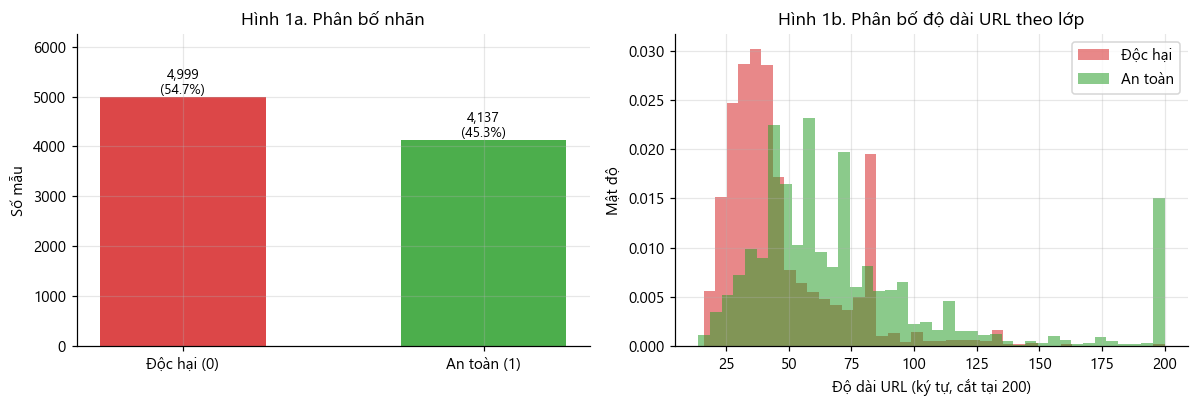 Hình 1a. Phân bố nhãn
Số mẫu
6000
5000
4000
3000
2000
1000
0
4,999
(54.7%)
4,137
(45.3%)
Độc hại (0)
An toàn (1)
Hình 1b. Phân bố độ dài URL theo lớp
Mật độ
0.030
0.025
0.020
0.015
0.010
0.005
0.000
Độc hại
An toàn
25
50
75
100
125
150
175
200
Độ dài URL (ký tự, cắt tại 200)